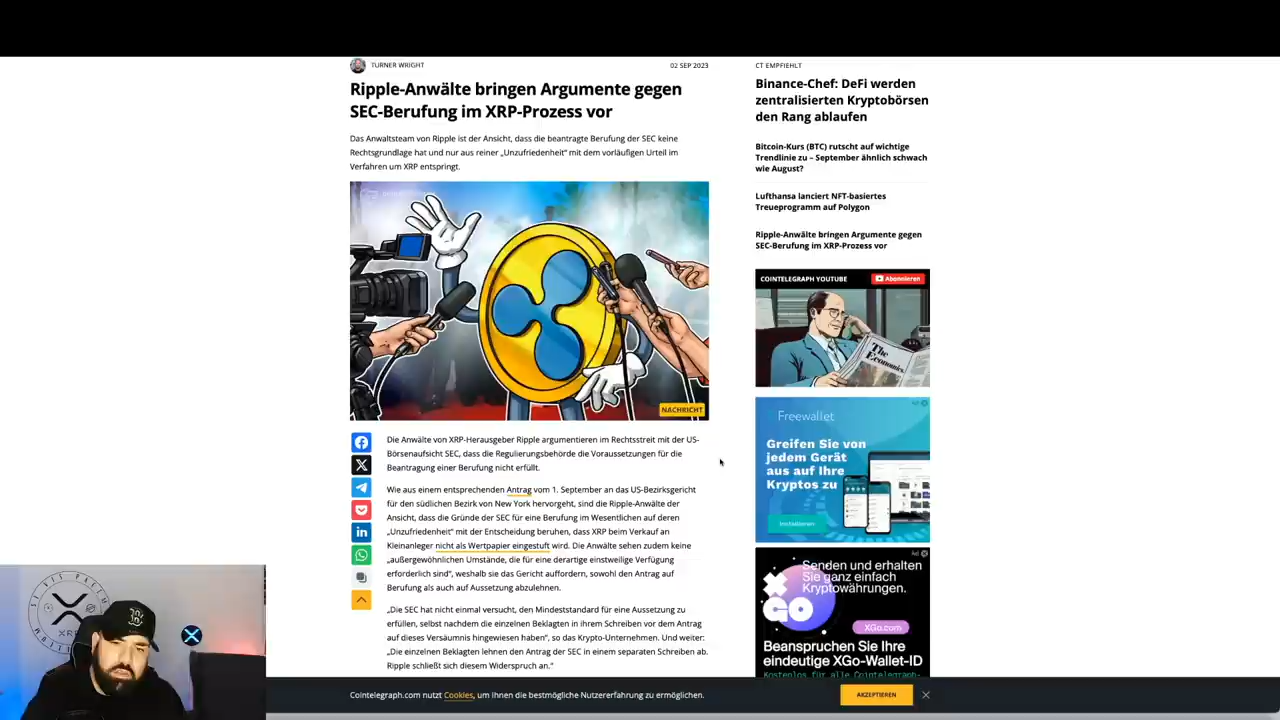 TURNER WRIGHT
02 SEP 2023
Ripple-Anwälte bringen Argumente gegen
SEC-Berufung im XRP-Prozess vor
Das Anwaltsteam von Ripple ist der Ansicht, dass die beantragte Berufung der SEC keine
Rechtsgrundlage hat und nur aus reiner „Unzufriedenheit“ mit dem vorläufigen Urteil im
Verfahren um XRP entspringt.
NACHRICHT
Die Anwälte von XRP-Herausgeber Ripple argumentieren im Rechtsstreit mit der US-
Börsenaufsicht SEC, dass die Regulierungsbehörde die Voraussetzungen für die
Beantragung einer Berufung nicht erfüllt.
Wie aus einem entsprechenden Antrag vom 1. September an das US-Bezirksgericht
für den südlichen Bezirk von New York hervorgeht, sind die Ripple-Anwälte der
Ansicht, dass die Gründe der SEC für eine Berufung im Wesentlichen auf deren
„Unzufriedenheit“ mit der Entscheidung beruhen, dass XRP beim Verkauf an
Kleinanleger nicht als Wertpapier eingestuft wird. Die Anwälte sehen zudem keine
„außergewöhnlichen Umstände, die für eine derartige einstweilige Verfügung
erforderlich sind“, weshalb sie das Gericht auffordern, sowohl den Antrag auf
Berufung als auch auf Aussetzung abzulehnen.
„Die SEC hat nicht einmal versucht, den Mindeststandard für eine Aussetzung zu
erfüllen, selbst nachdem die einzelnen Beklagten in ihrem Schreiben vor dem Antrag
auf dieses Versäumnis hingewiesen haben“, so das Krypto-Unternehmen. Und weiter:
„Die einzelnen Beklagten lehnen den Antrag der SEC in einem separaten Schreiben ab.
Ripple schließt sich diesem Widerspruch an.“
CT EMPFIEHLT
Binance-Chef: DeFi werden
zentralisierten Kryptobörsen
den Rang ablaufen
Bitcoin-Kurs (BTC) rutscht auf wichtige
Trendlinie zu – September ähnlich schwach
wie August?
Lufthansa lanciert NFT-basiertes
Treueprogramm auf Polygon
Ripple-Anwälte bringen Argumente gegen
SEC-Berufung im XRP-Prozess vor
COINTELEGRAPH YOUTUBE
Abonnieren
The
Economist
Freewallet
Greifen Sie von
jedem Gerät
aus auf Ihre
Kryptos zu
Installieren
Ad
Senden und erhalten
Sie ganz einfach
Kryptowährungen.
XGO
XGo.com
Beanspruchen Sie Ihre
eindeutige XGo-Wallet-ID
Kostenlos für alle Cointelegraph-
XRP
Cointelegraph.com nutzt Cookies, um Ihnen die bestmögliche Nutzererfahrung zu ermöglichen.
AKZEPTIEREN